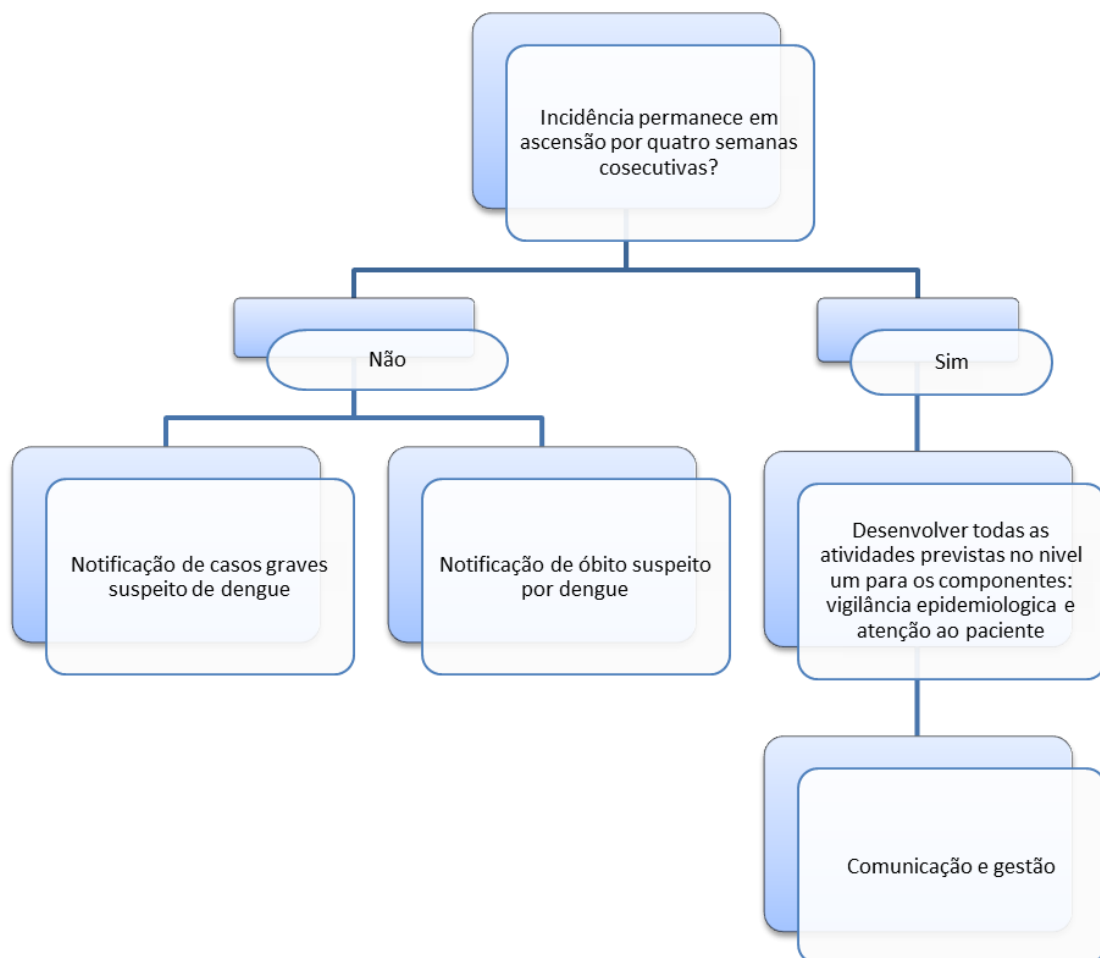 Incidência permanece em
ascensão por quatro semanas
cosecutivas?
Não
Sim
Notificação de casos graves
suspeito de dengue
Notificação de óbito suspeito
por dengue
Desenvolver todas as
atividades previstas no nivel
um para os componentes:
vigilância epidemiologica e
atenção ao paciente
Comunicação e gestão